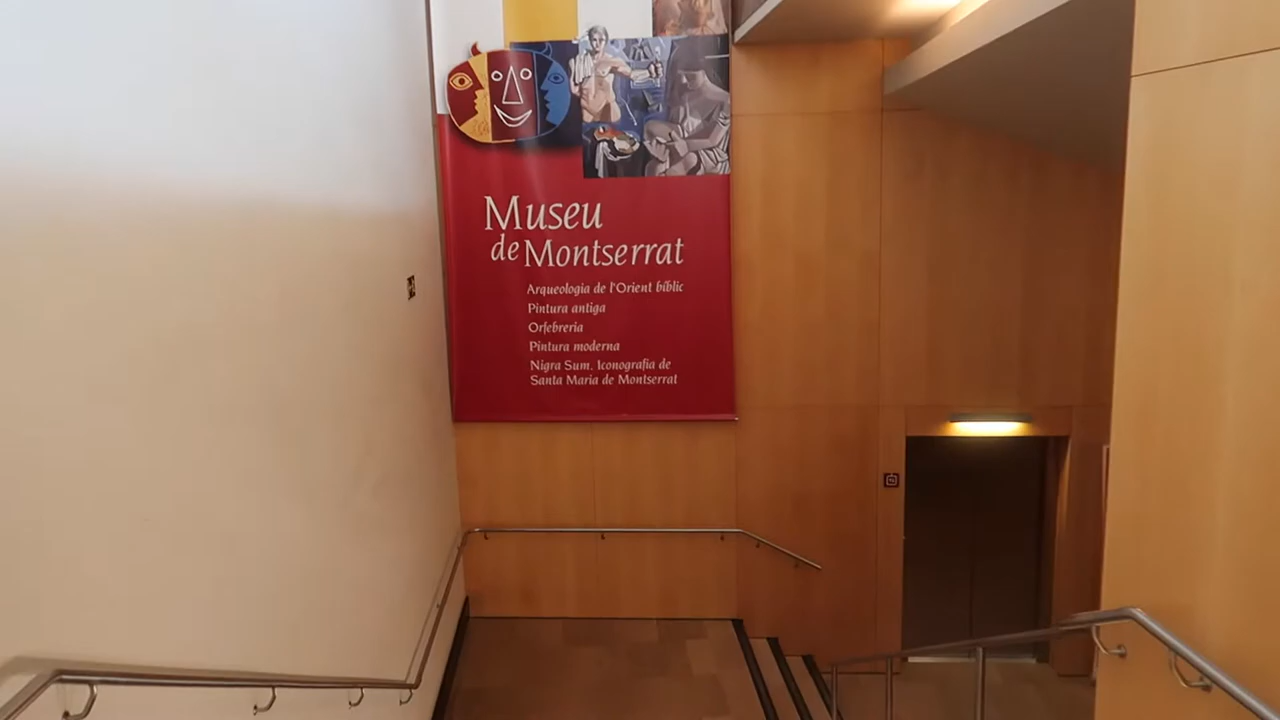 Museu
de Montserrat
Arqueologia de l'Orient bíblic
Pintura antiga
Orfebreria
Pintura moderna
Nigra Sum. Iconografia de
Santa Maria de Montserrat